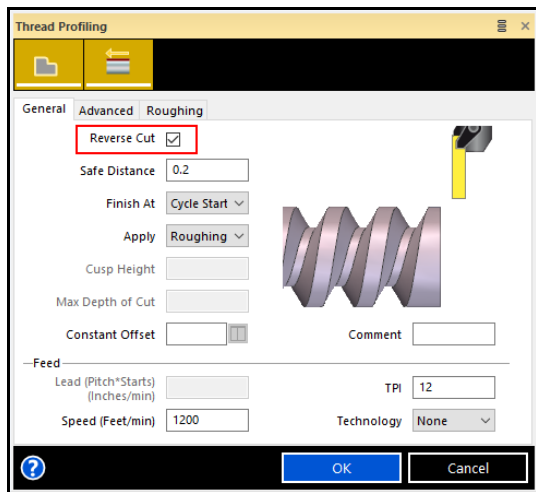 Thread Profiling
General Advanced Roughing
Reverse Cut
Safe Distance 0.2
Finish At Cycle Start
Apply Roughing
Cusp Height
Max Depth of Cut
Constant Offset Comment
Feed
Lead (Pitch*Starts)
(Inches/min)
TPI 12
Speed (Feet/min) 1200 Technology None
? OK Cancel